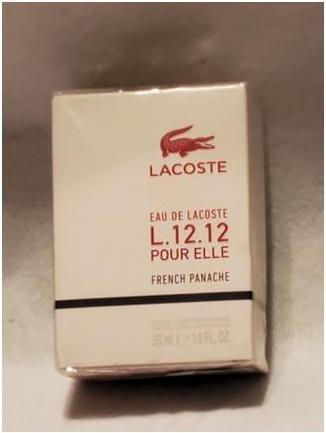 LACOSTE
EAU DE LACOSTE
L.12.12
POUR ELLE
FRENCH PANACHE
50 ml e 1.6 FL. OZ.